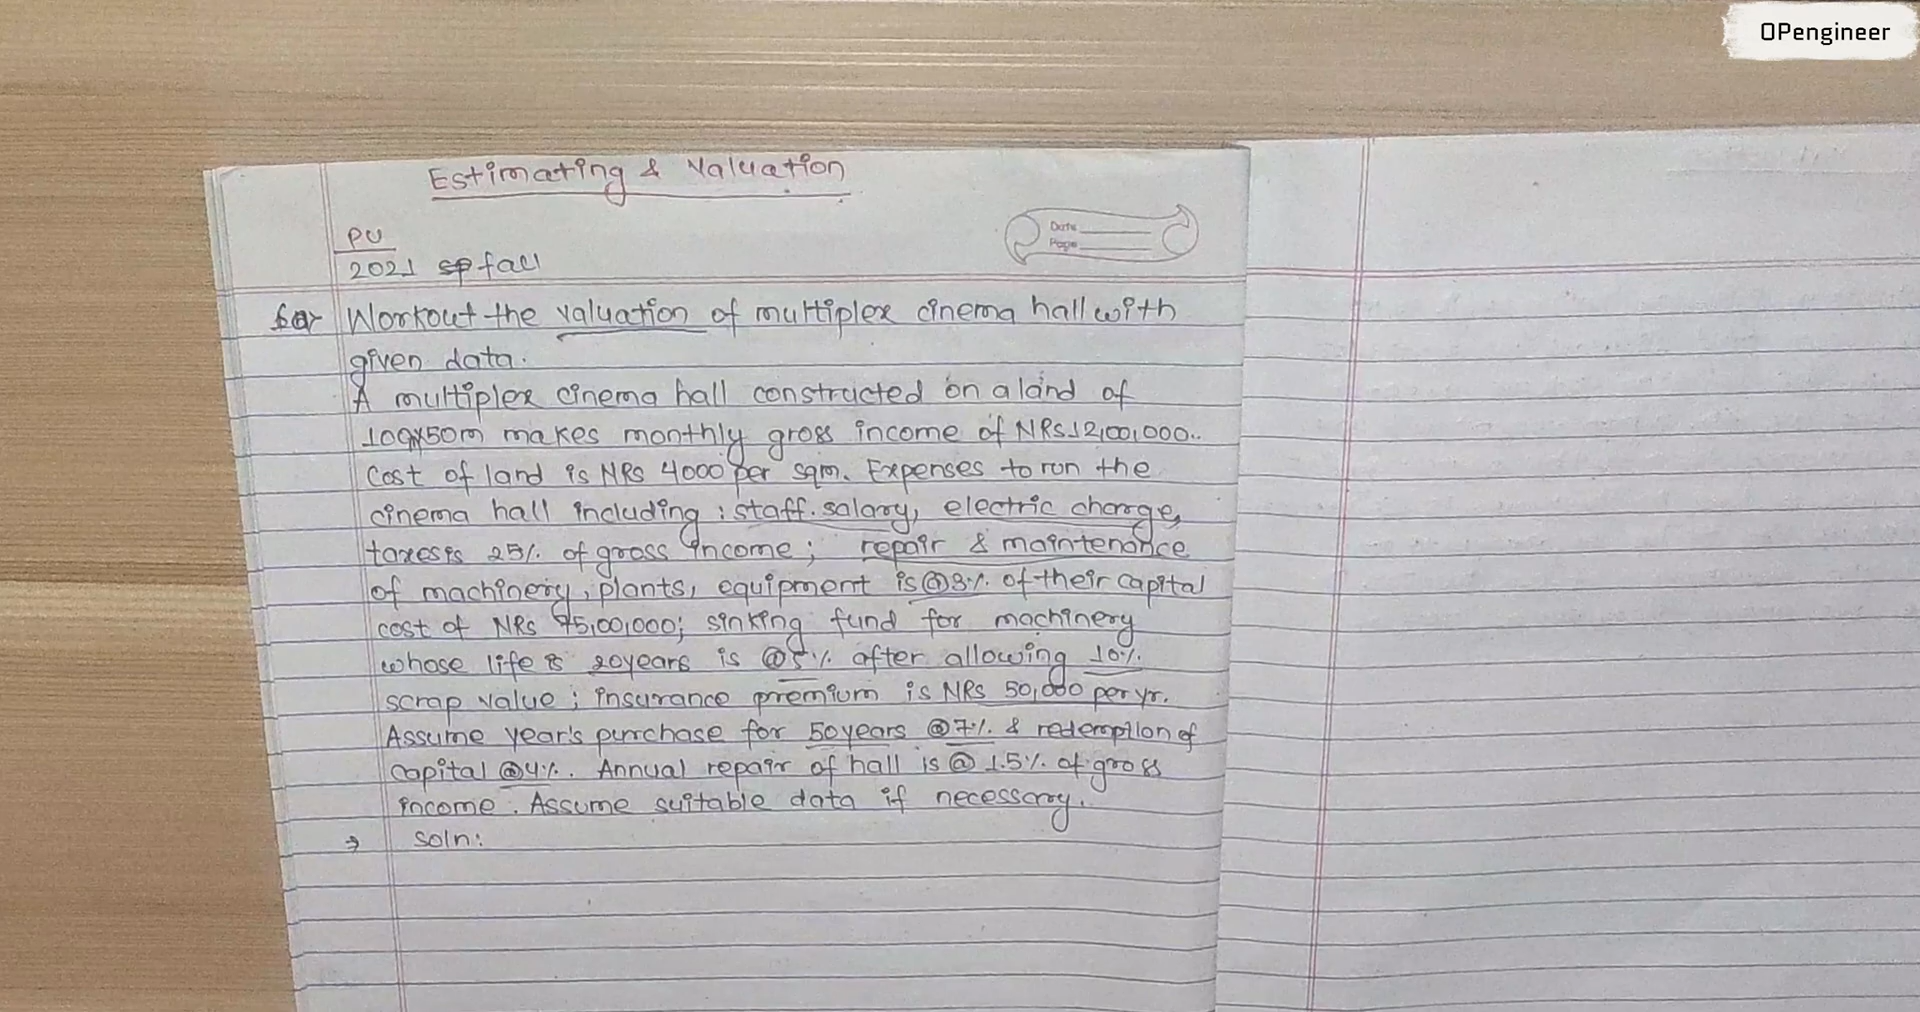 OPengineer
Estimating & Valuation
Date
Page
PU
2021 sp fall
6a) Workout the valuation of multiplex cinema hall with
given data.
A multiplex cinema hall constructed on a land of
100x50m makes monthly gross income of NRs12,00,000..
Cost of land is NRs 4000 per sqm. Expenses to run the
cinema hall including : staff. salary, electric charge,
taxes is 25% of gross income; repair & maintenance
of machinery, plants, equipment is @3% of their capital
cost of NRs 75,00,000; sinking fund for machinery
whose life is 20years is @5% after allowing 10%
scrap value; insurance premium is NRs 50,000 per yr.
Assume year's purchase for 50years @7% & redemption of
capital @4%. Annual repair of hall is @ 1.5% of gross
income. Assume suitable data if necessary.
→ Soln: